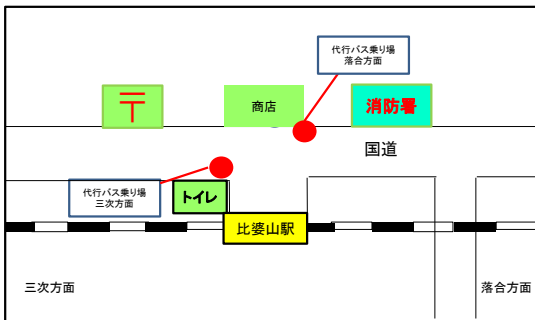 代行バス乗り場
落合方面
〒
商店
消防署
国道
代行バス乗り場
三次方面
トイレ
比婆山駅
三次方面
落合方面